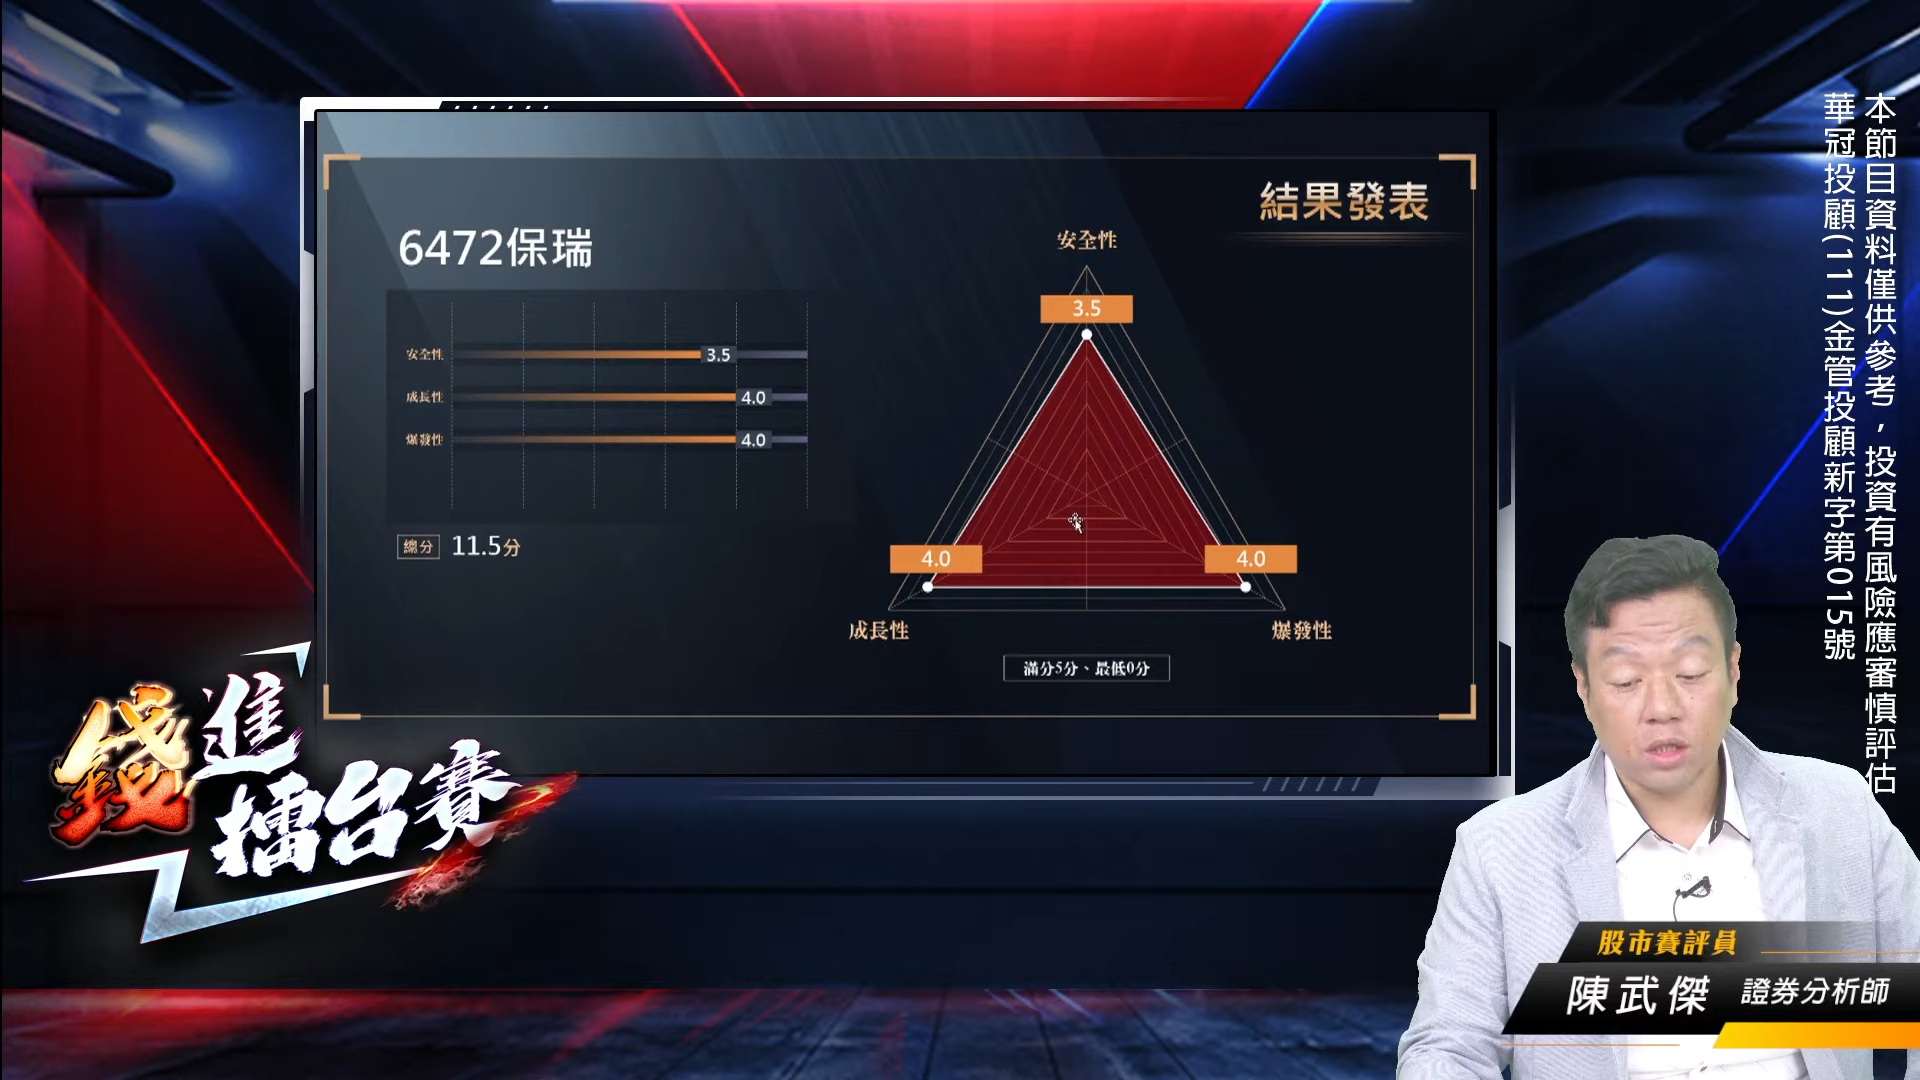 結果發表
6472保瑞
安全性 3.5
成長性 4.0
爆發性 4.0
總分 11.5分
安全性
3.5
4.0
4.0
成長性
爆發性
滿分5分、最低0分
錢進
擂台賽
本節目資料僅供參考，投資有風險應審慎評估
華冠投顧(111)金管投顧新字第015號
股市賽評員
陳武傑 證券分析師